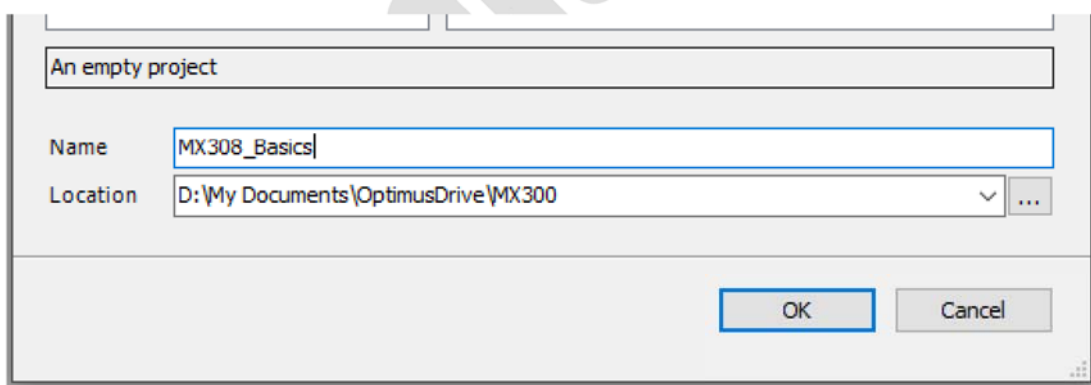 An empty project
Name MX308_Basics
Location D:\My Documents\OptimusDrive\MX300 ...
OK Cancel